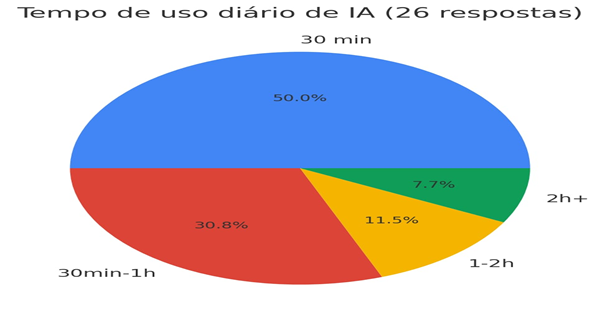 Tempo de uso diário de IA (26 respostas)
30 min
50.0%
7.7%
2h+
11.5%
30.8%
1-2h
30min-1h